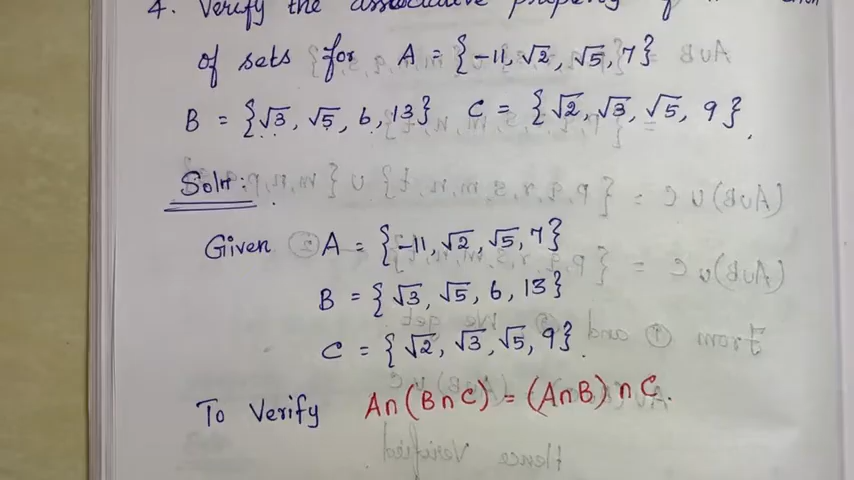 4. Verify the associative property of
of sets for A = {-11, √2, √5, 7}
B = {√3, √5, 6, 13} C = {√2, √3, √5, 9}.
Soln:
Given A = {-11, √2, √5, 7}
B = {√3, √5, 6, 13}
C = {√2, √3, √5, 9}.
To Verify A∩(B∩C) = (A∩B)∩C.